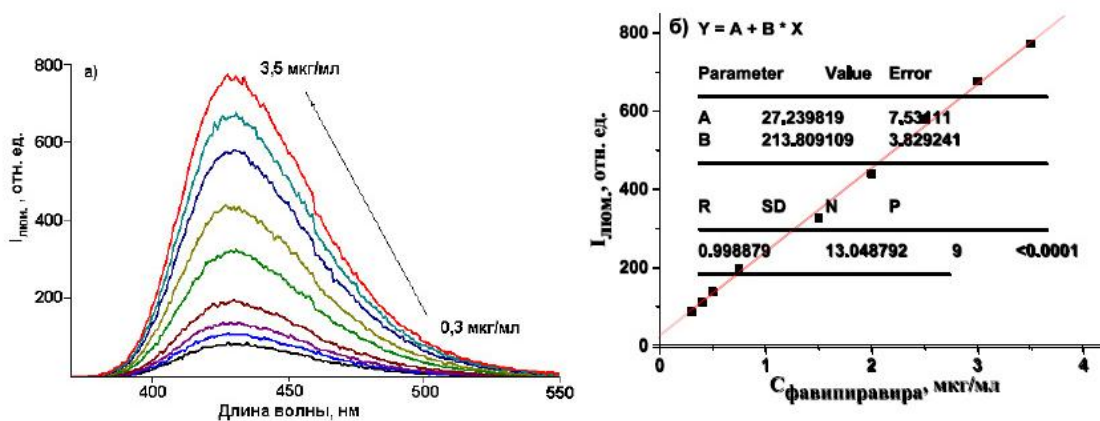 а)
3,5 мкг/мл
0,3 мкг/мл
800
600
400
200
Iлюм. , отн. ед.
400 450 500 550
Длина волны, нм
б) Y = A + B * X
Parameter Value Error
A 27.239819 7.53111
B 213.809109 3.829241
R SD N P
0.998879 13.048792 9 <0.0001
800
600
400
200
0
Iлюм., отн. ед.
0 1 2 3 4
Cфавипиравира, мкг/мл